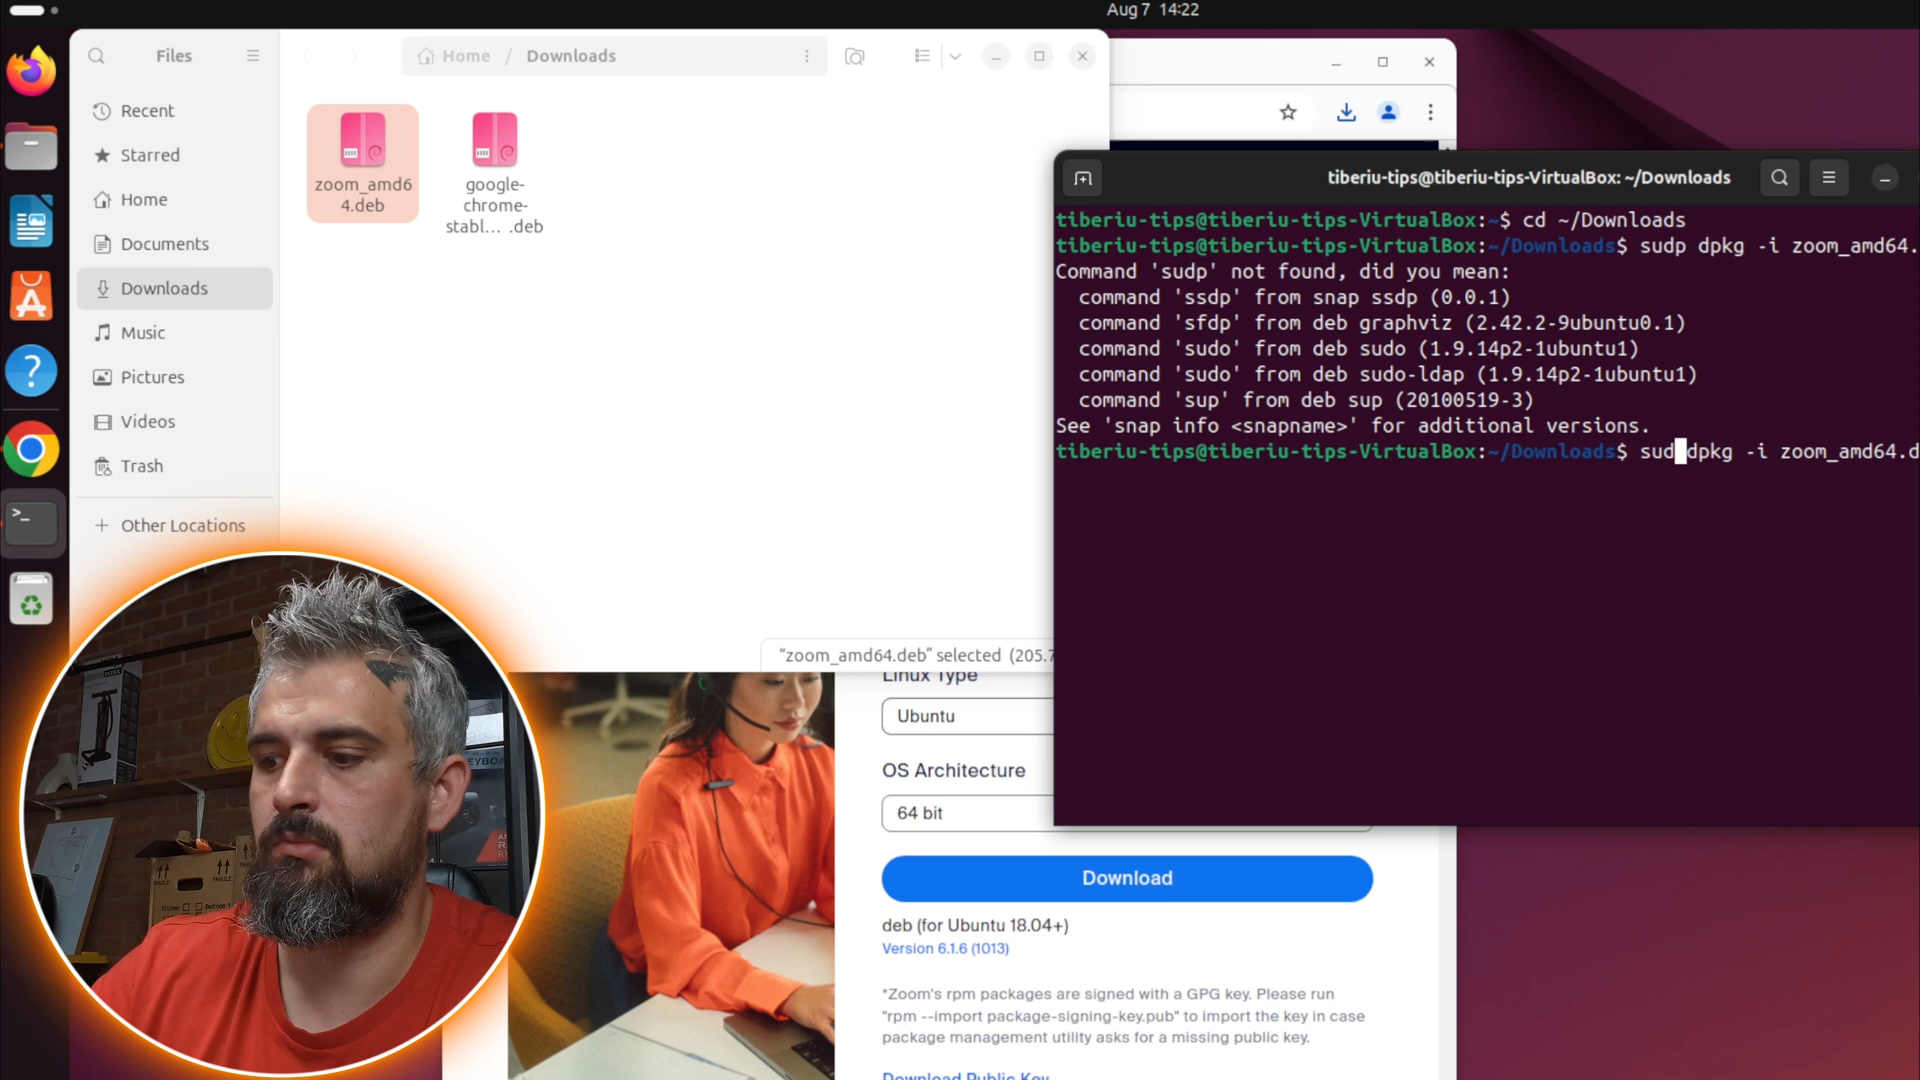 Aug 7 14:22
Files
Home / Downloads
Recent
Starred
Home
Documents
Downloads
Music
Pictures
Videos
Trash
+ Other Locations
zoom_amd6
4.deb
google-
chrome-
stabl... .deb
"zoom_amd64.deb" selected (205.7
tiberiu-tips@tiberiu-tips-VirtualBox: ~/Downloads
tiberiu-tips@tiberiu-tips-VirtualBox:~$ cd ~/Downloads
tiberiu-tips@tiberiu-tips-VirtualBox:~/Downloads$ sudp dpkg -i zoom_amd64.
Command 'sudp' not found, did you mean:
command 'ssdp' from snap ssdp (0.0.1)
command 'sfdp' from deb graphviz (2.42.2-9ubuntu0.1)
command 'sudo' from deb sudo (1.9.14p2-1ubuntu1)
command 'sudo' from deb sudo-ldap (1.9.14p2-1ubuntu1)
command 'sup' from deb sup (20100519-3)
See 'snap info <snapname>' for additional versions.
tiberiu-tips@tiberiu-tips-VirtualBox:~/Downloads$ sud dpkg -i zoom_amd64.d
Linux Type
Ubuntu
OS Architecture
64 bit
Download
deb (for Ubuntu 18.04+)
Version 6.1.6 (1013)
*Zoom's rpm packages are signed with a GPG key. Please run
"rpm --import package-signing-key.pub" to import the key in case
package management utility asks for a missing public key.
Download Public Key
INTEX
FRAGILE
FRAGILE